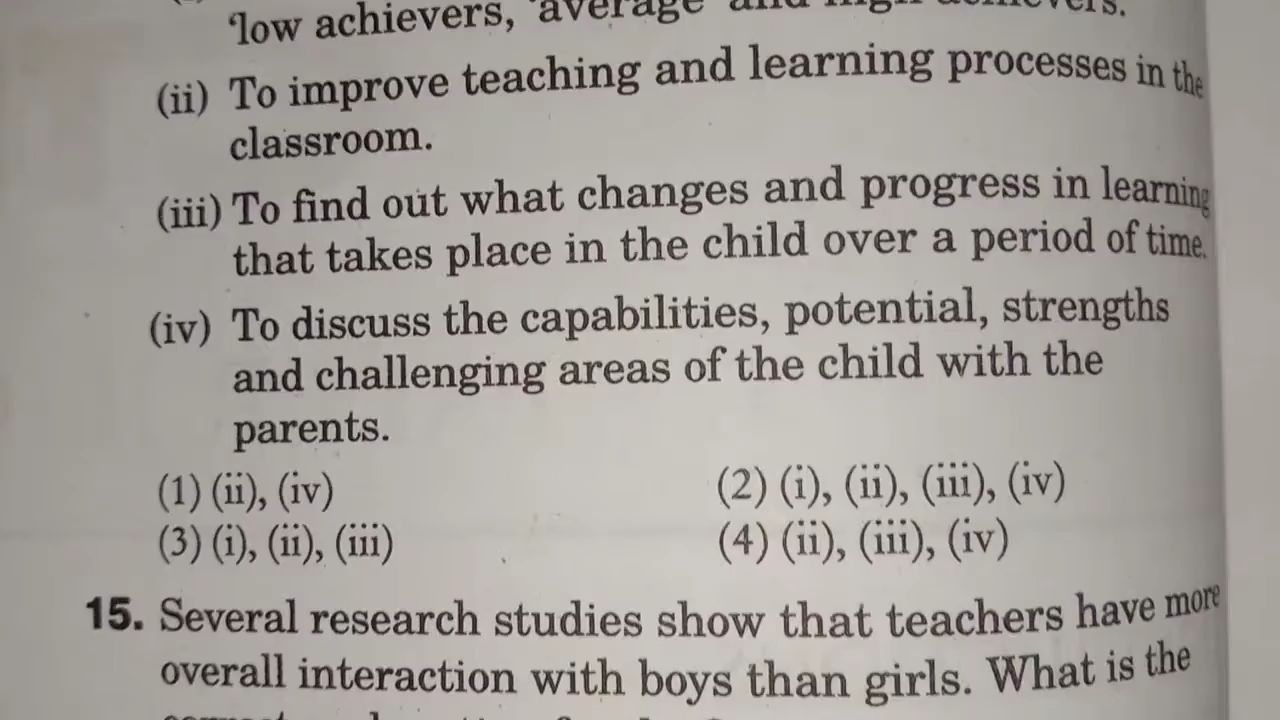 'low achievers, 'average' and high achievers.
(ii) To improve teaching and learning processes in the
classroom.
(iii) To find out what changes and progress in learning
that takes place in the child over a period of time.
(iv) To discuss the capabilities, potential, strengths
and challenging areas of the child with the
parents.
(1) (ii), (iv)
(2) (i), (ii), (iii), (iv)
(3) (i), (ii), (iii)
(4) (ii), (iii), (iv)
15. Several research studies show that teachers have more
overall interaction with boys than girls. What is the